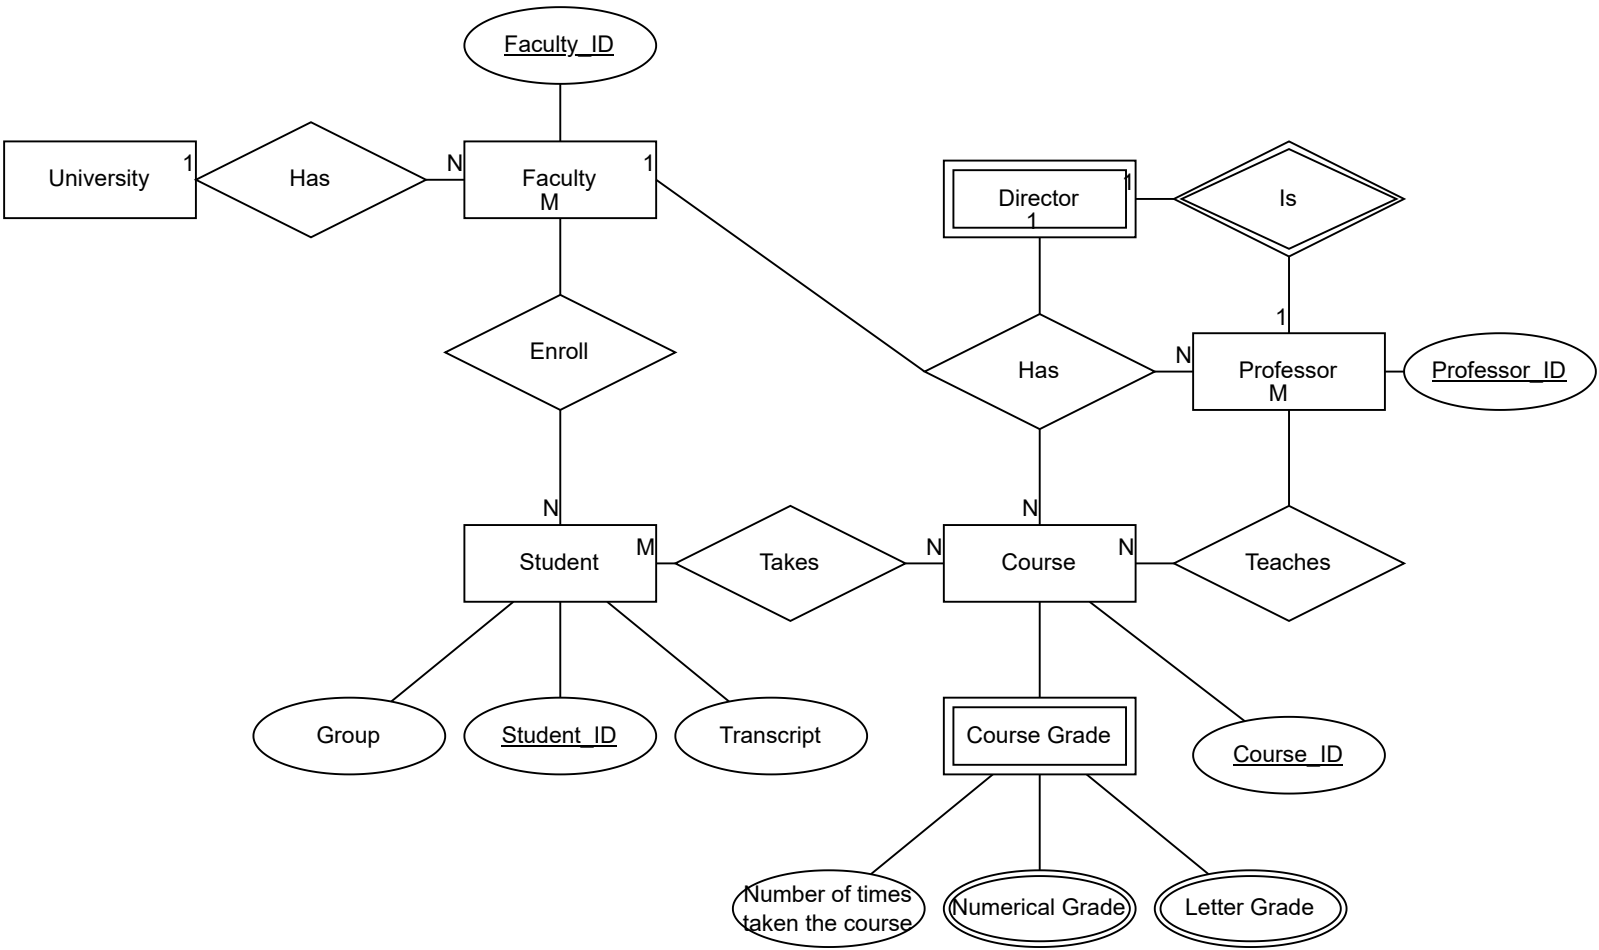 Faculty_ID
University
1
Has
N
Faculty
1
M
Director
1
1
Is
Enroll
1
Has
N
Professor
M
Professor_ID
N
N
Student
M
Takes
N
Course
N
Teaches
Group
Student_ID
Transcript
Course Grade
Course_ID
Number of times
taken the course
Numerical Grade
Letter Grade